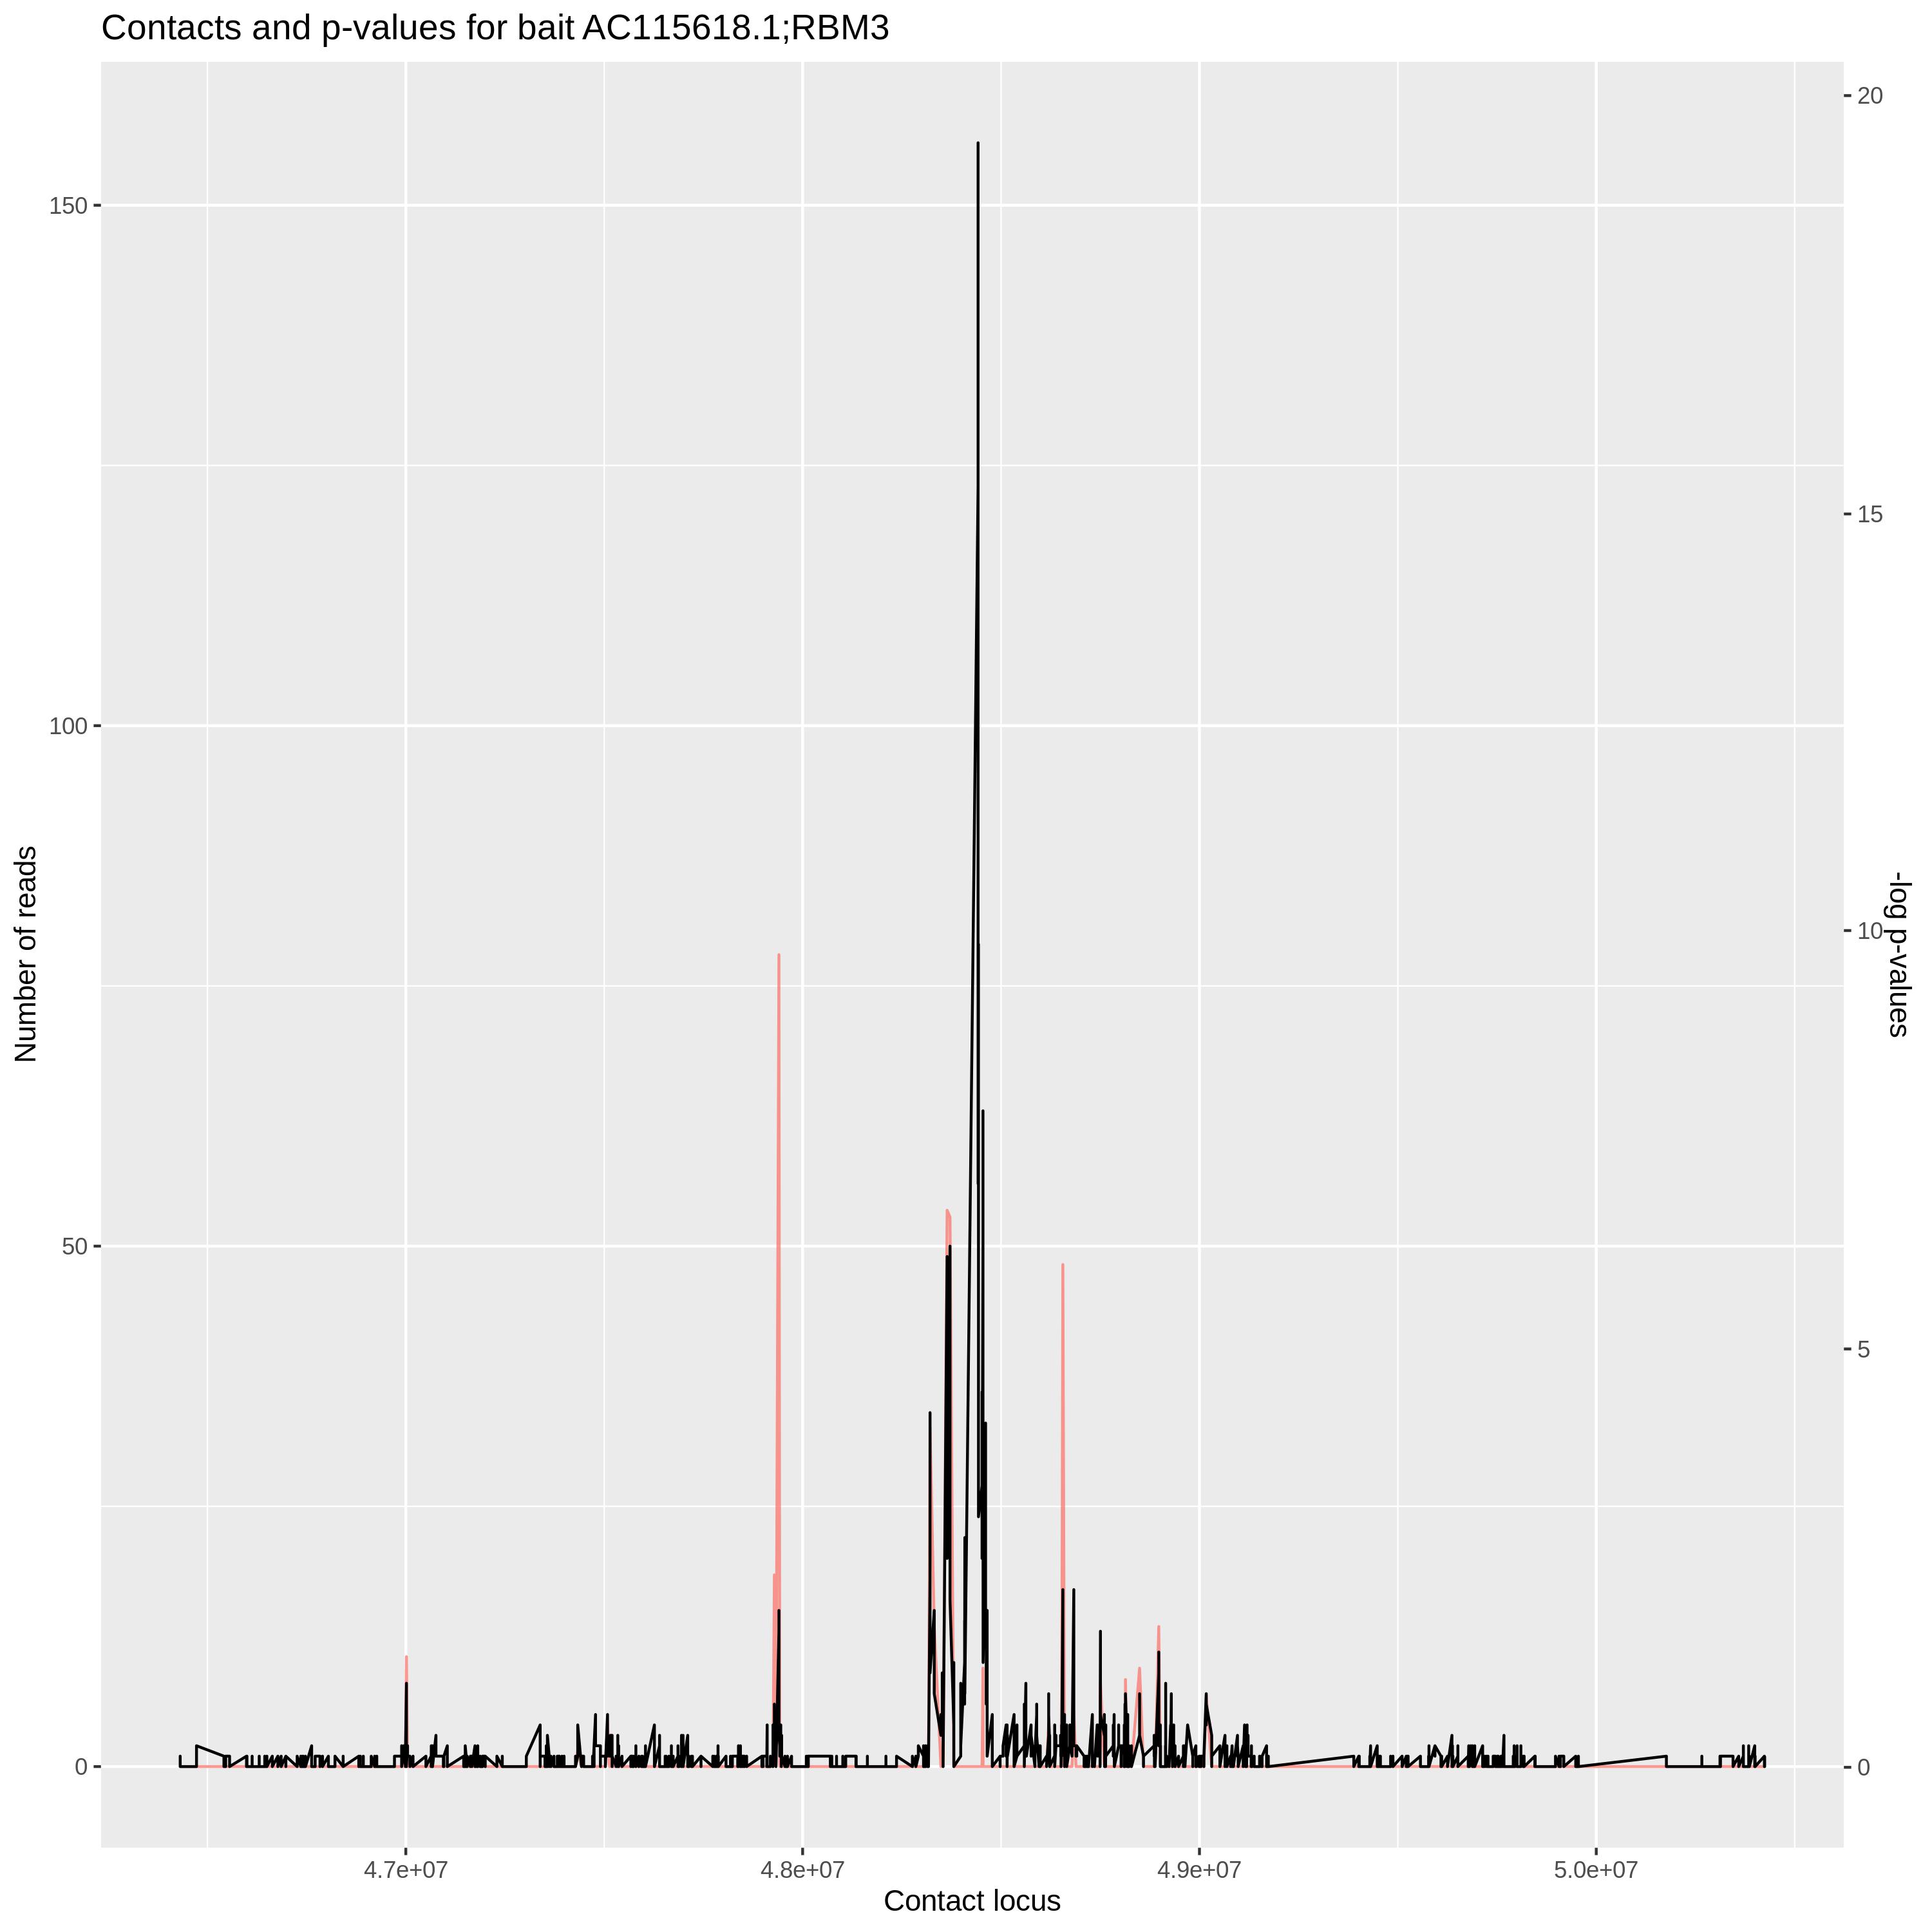 Contacts and p-values for bait AC115618.1;RBM3
Number of reads
150
100
50
0
20
15
10
5
0
-log p-values
4.7e+07
4.8e+07
4.9e+07
5.0e+07
Contact locus